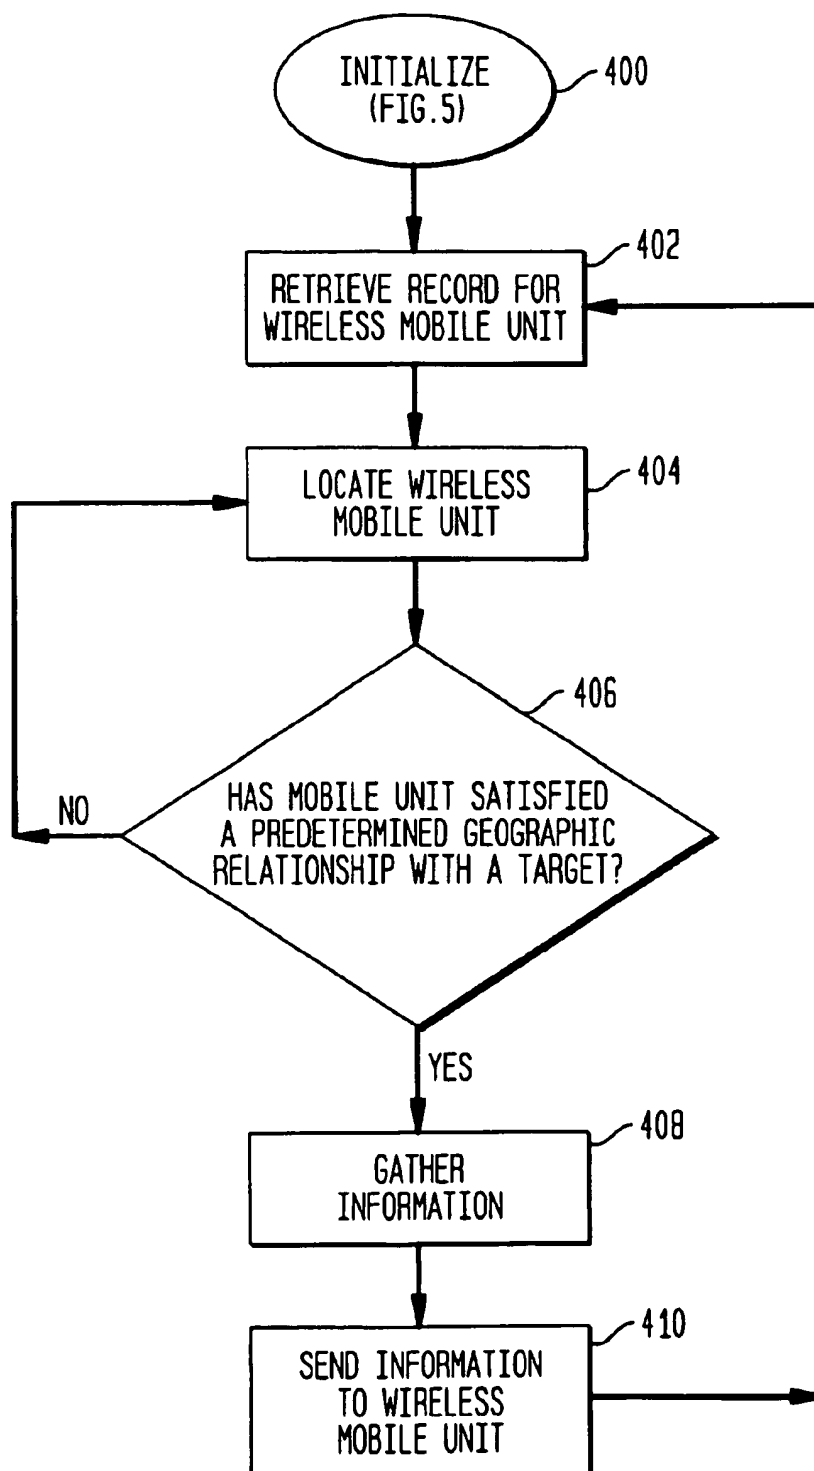 INITIALIZE
(FIG.5)
400
402
RETRIEVE RECORD FOR
WIRELESS MOBILE UNIT
404
LOCATE WIRELESS
MOBILE UNIT
406
HAS MOBILE UNIT SATISFIED
A PREDETERMINED GEOGRAPHIC
RELATIONSHIP WITH A TARGET?
NO
YES
408
GATHER
INFORMATION
410
SEND INFORMATION
TO WIRELESS
MOBILE UNIT